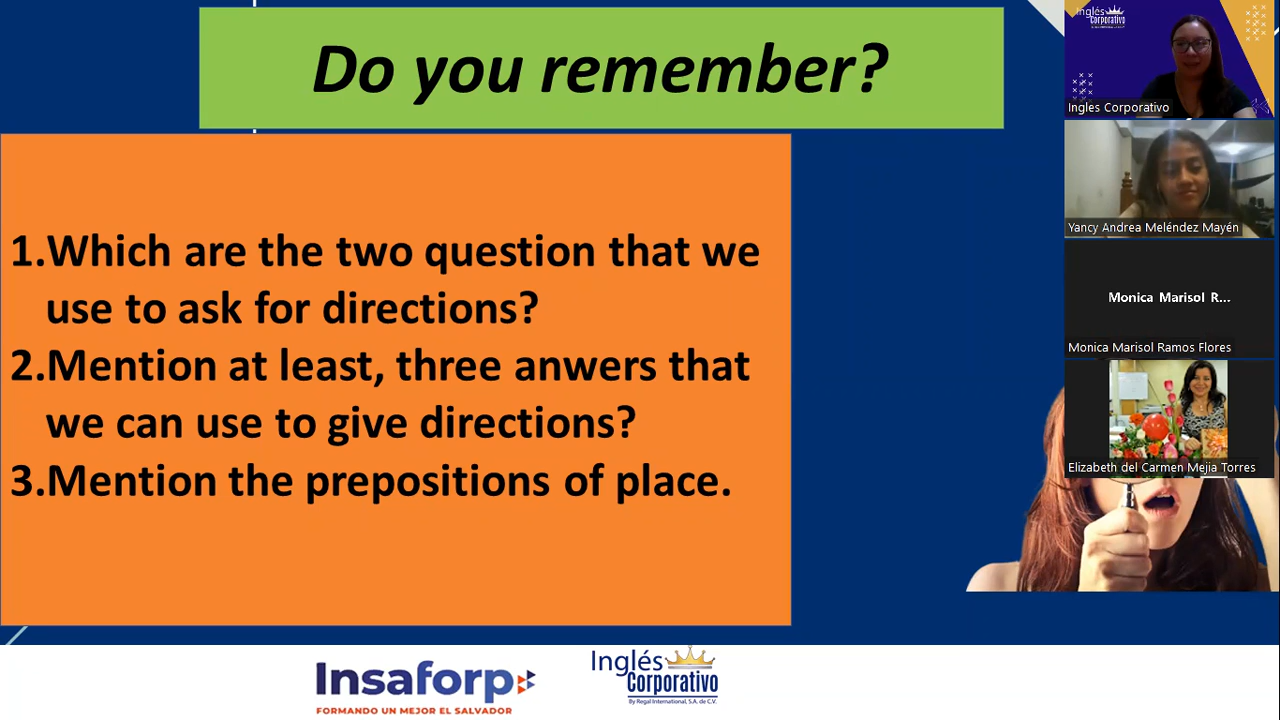 Do you remember?
1.Which are the two question that we
use to ask for directions?
2.Mention at least, three anwers that
we can use to give directions?
3.Mention the prepositions of place.
Inglés
Corporativo
Ingles Corporativo
Yancy Andrea Meléndez Mayén
Monica Marisol R...
Monica Marisol Ramos Flores
Elizabeth del Carmen Mejia Torres
Insaforp
FORMANDO UN MEJOR EL SALVADOR
Inglés
Corporativo
By Regal International, S.A. de C.V.